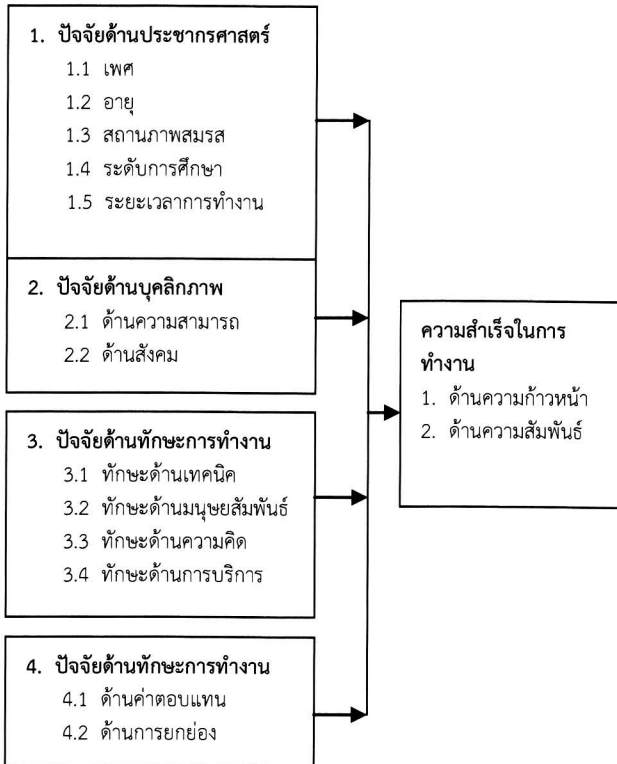 1. ปัจจัยด้านประชากรศาสตร์
1.1 เพศ
1.2 อายุ
1.3 สถานภาพสมรส
1.4 ระดับการศึกษา
1.5 ระยะเวลาการทำงาน
2. ปัจจัยด้านบุคลิกภาพ
2.1 ด้านความสามารถ
2.2 ด้านสังคม
3. ปัจจัยด้านทักษะการทำงาน
3.1 ทักษะด้านเทคนิค
3.2 ทักษะด้านมนุษยสัมพันธ์
3.3 ทักษะด้านความคิด
3.4 ทักษะด้านการบริการ
4. ปัจจัยด้านทักษะการทำงาน
4.1 ด้านค่าตอบแทน
4.2 ด้านการยกย่อง
ความสำเร็จในการ
ทำงาน
1. ด้านความก้าวหน้า
2. ด้านความสัมพันธ์